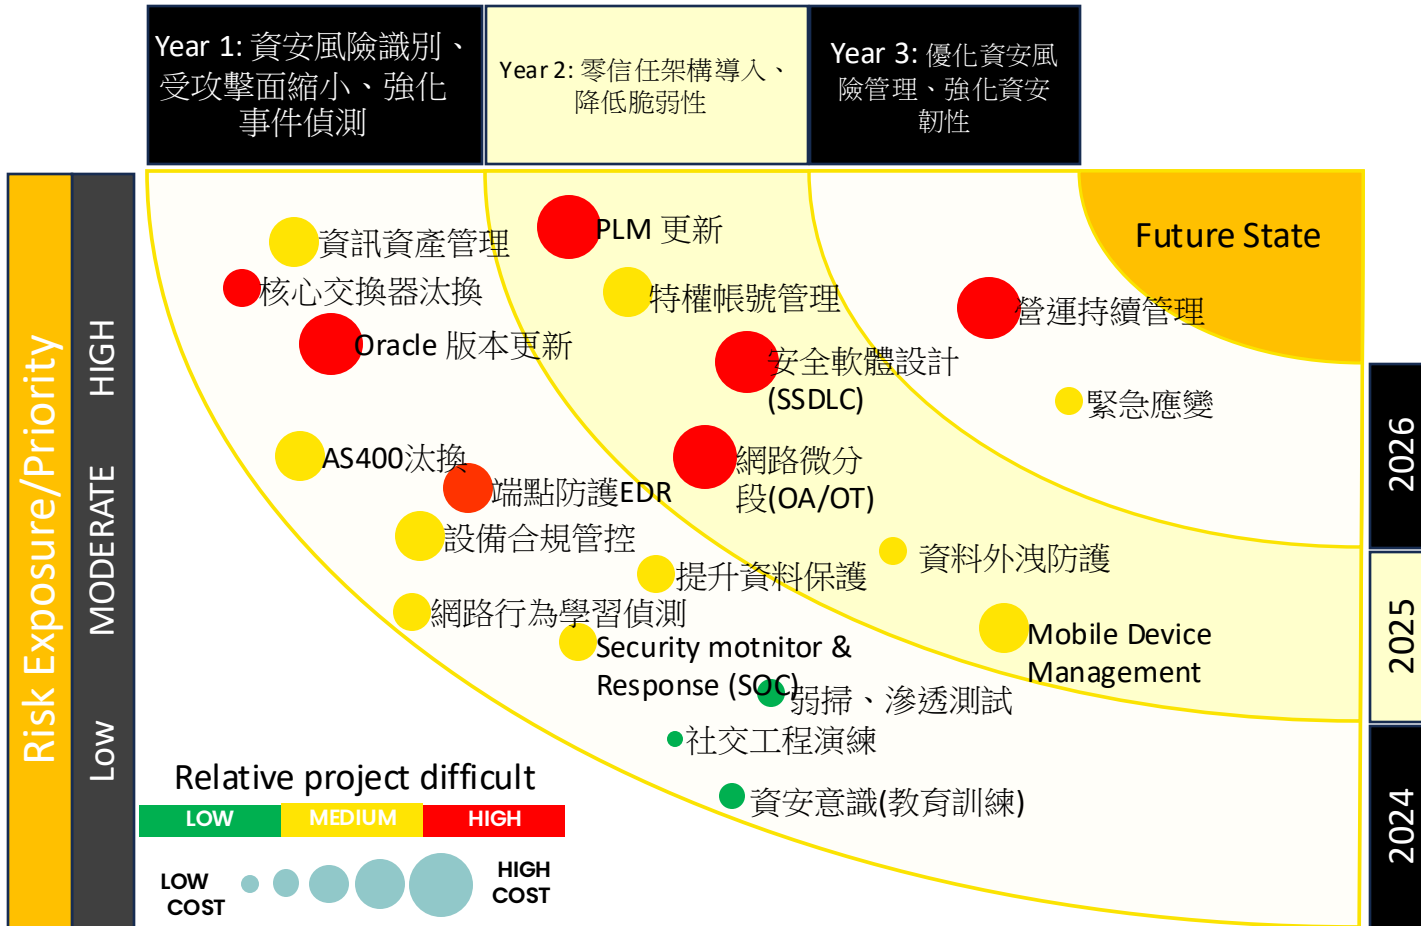 Year 1: 資安風險識別、
受攻擊面縮小、強化
事件偵測
Year 2: 零信任架構導入、
降低脆弱性
Year 3: 優化資安風
險管理、強化資安
韌性
Risk Exposure/Priority
HIGH
MODERATE
Low
資訊資產管理
核心交換器汰換
Oracle 版本更新
AS400汰換
端點防護EDR
設備合規管控
網路行為學習偵測
提升資料保護
Security motnitor &
Response (SOC)
弱掃、滲透測試
社交工程演練
資安意識(教育訓練)
PLM 更新
特權帳號管理
安全軟體設計
(SSDLC)
網路微分
段(OA/OT)
資料外洩防護
Mobile Device
Management
營運持續管理
緊急應變
Future State
2026
2025
2024
Relative project difficult
LOW
MEDIUM
HIGH
LOW
COST
HIGH
COST